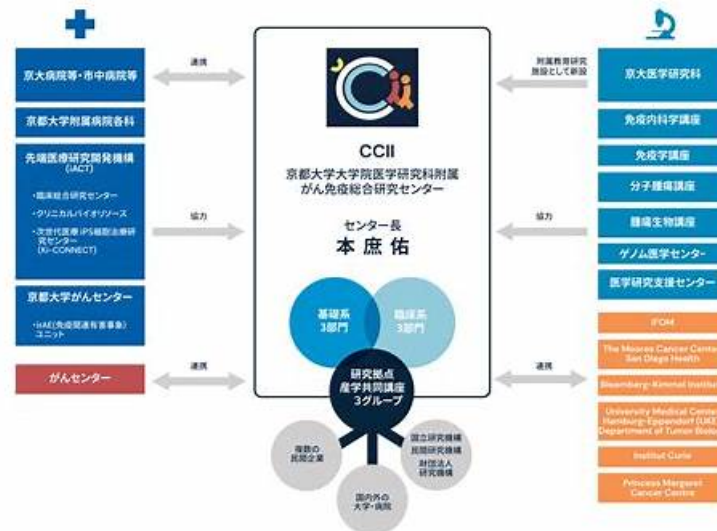 京大病院等・市中病院等
京都大学附属病院各科
先端医療研究開発機構
(iACT)
・臨床総合研究センター
・クリニカルバイオリソース
・次世代医療・iPS細胞治療研
究センター
(Ki-CONNECT)
京都大学がんセンター
・irAE(免疫関連有害事象)
ユニット
がんセンター
連携
協力
連携
CCII
CCII
京都大学大学院医学研究科附属
がん免疫総合研究センター
センター長
本庶佑
基礎系
3部門
臨床系
3部門
研究拠点
産学共同講座
3グループ
複数の
民間企業
国内外の
大学・病院
国立研究機構
民間研究機構
財団法人
研究機構
附属教育研究
施設として新設
協力
連携
京大医学研究科
免疫内科学講座
免疫学講座
分子腫瘍講座
腫瘍生物講座
ゲノム医学センター
医学研究支援センター
IFOM
The Moores Cancer Center
San Diego Health
Bloomberg-Kimmel Institut
University Medical Center
Hamburg-Eppendorf (UKE)
Department of Tumor Biolog
Institut Curie
Princess Margaret
Cancer Centre